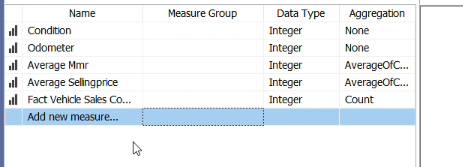 Name Measure Group Data Type Aggregation
Condition Integer None
Odometer Integer None
Average Mmr Integer AverageOfC...
Average Sellingprice Integer AverageOfC...
Fact Vehicle Sales Co... Integer Count
Add new measure...